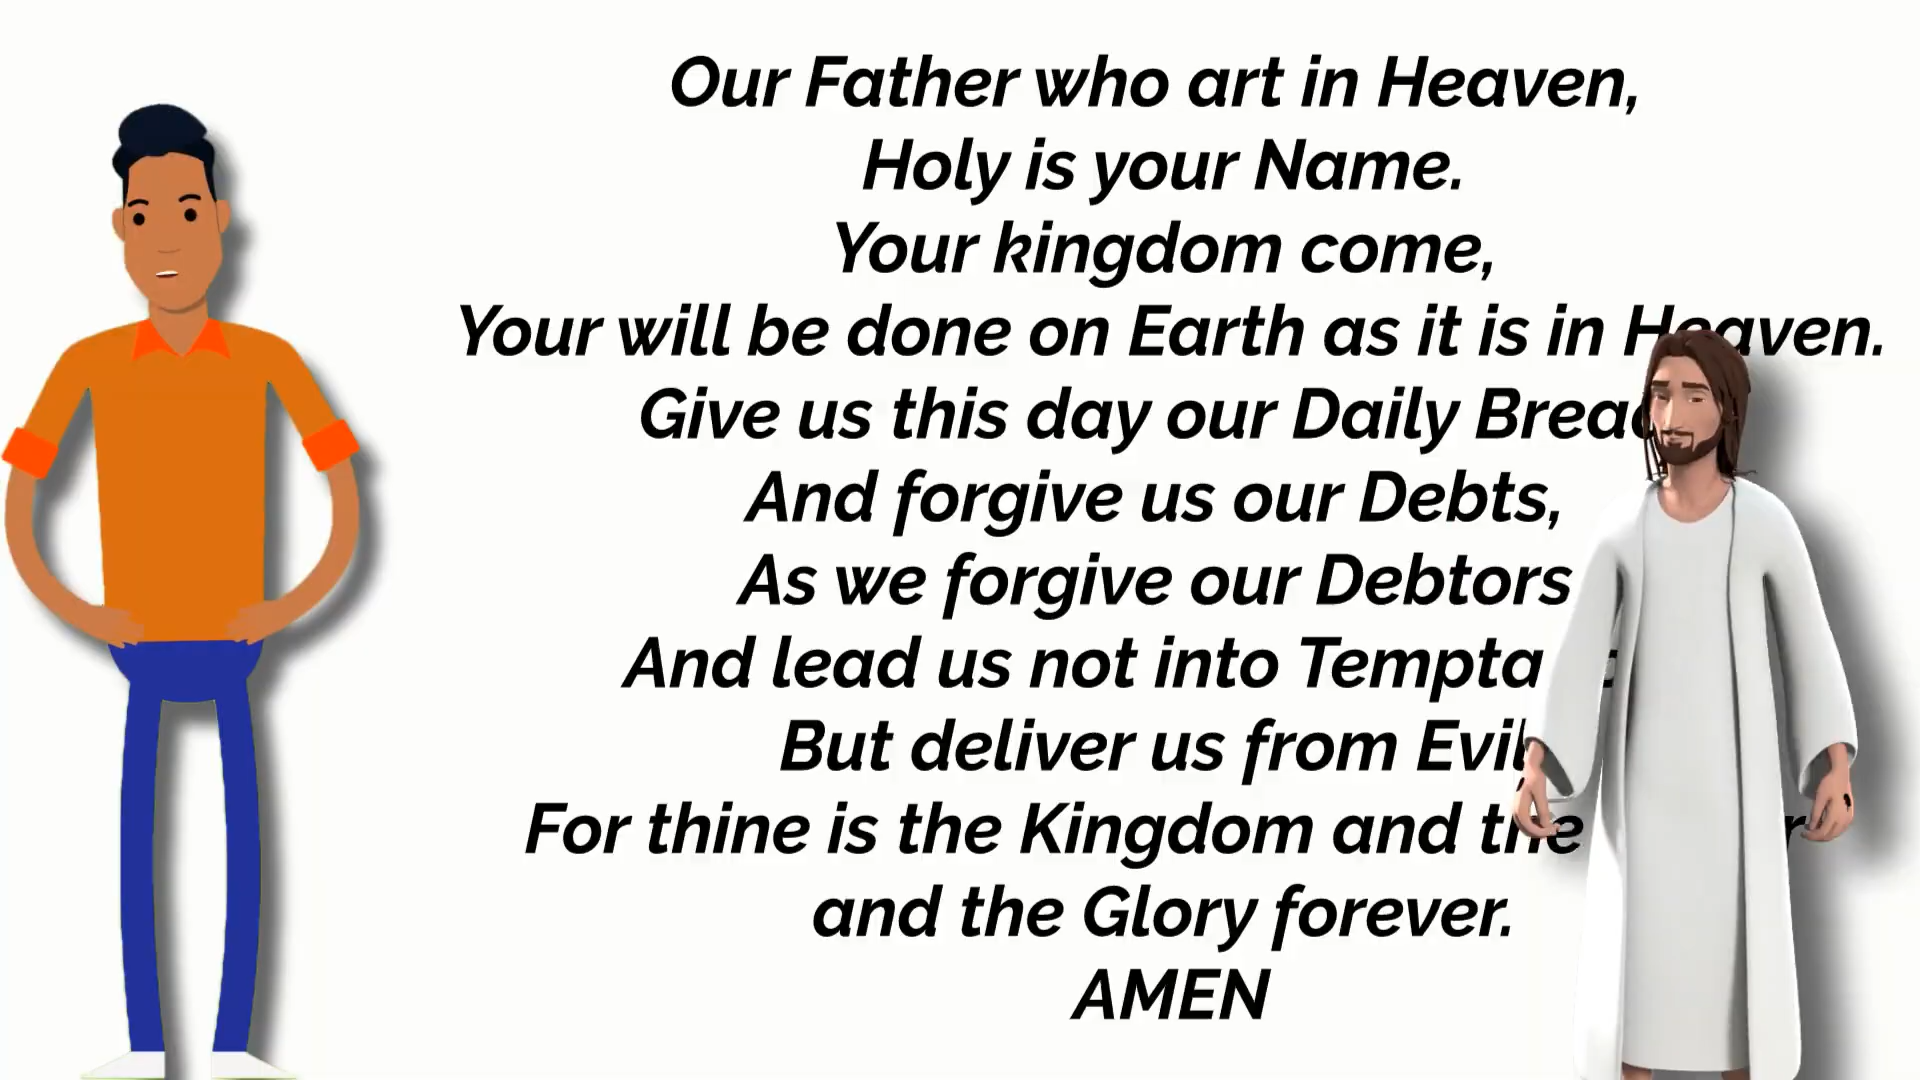 Our Father who art in Heaven,
Holy is your Name.
Your kingdom come,
Your will be done on Earth as it is in Heaven.
Give us this day our Daily
And forgive us our Debts,
As we forgive our Debtors
And lead us not into
But deliver us from Evil
For thine is the Kingdom and the
and the Glory forever.
AMEN